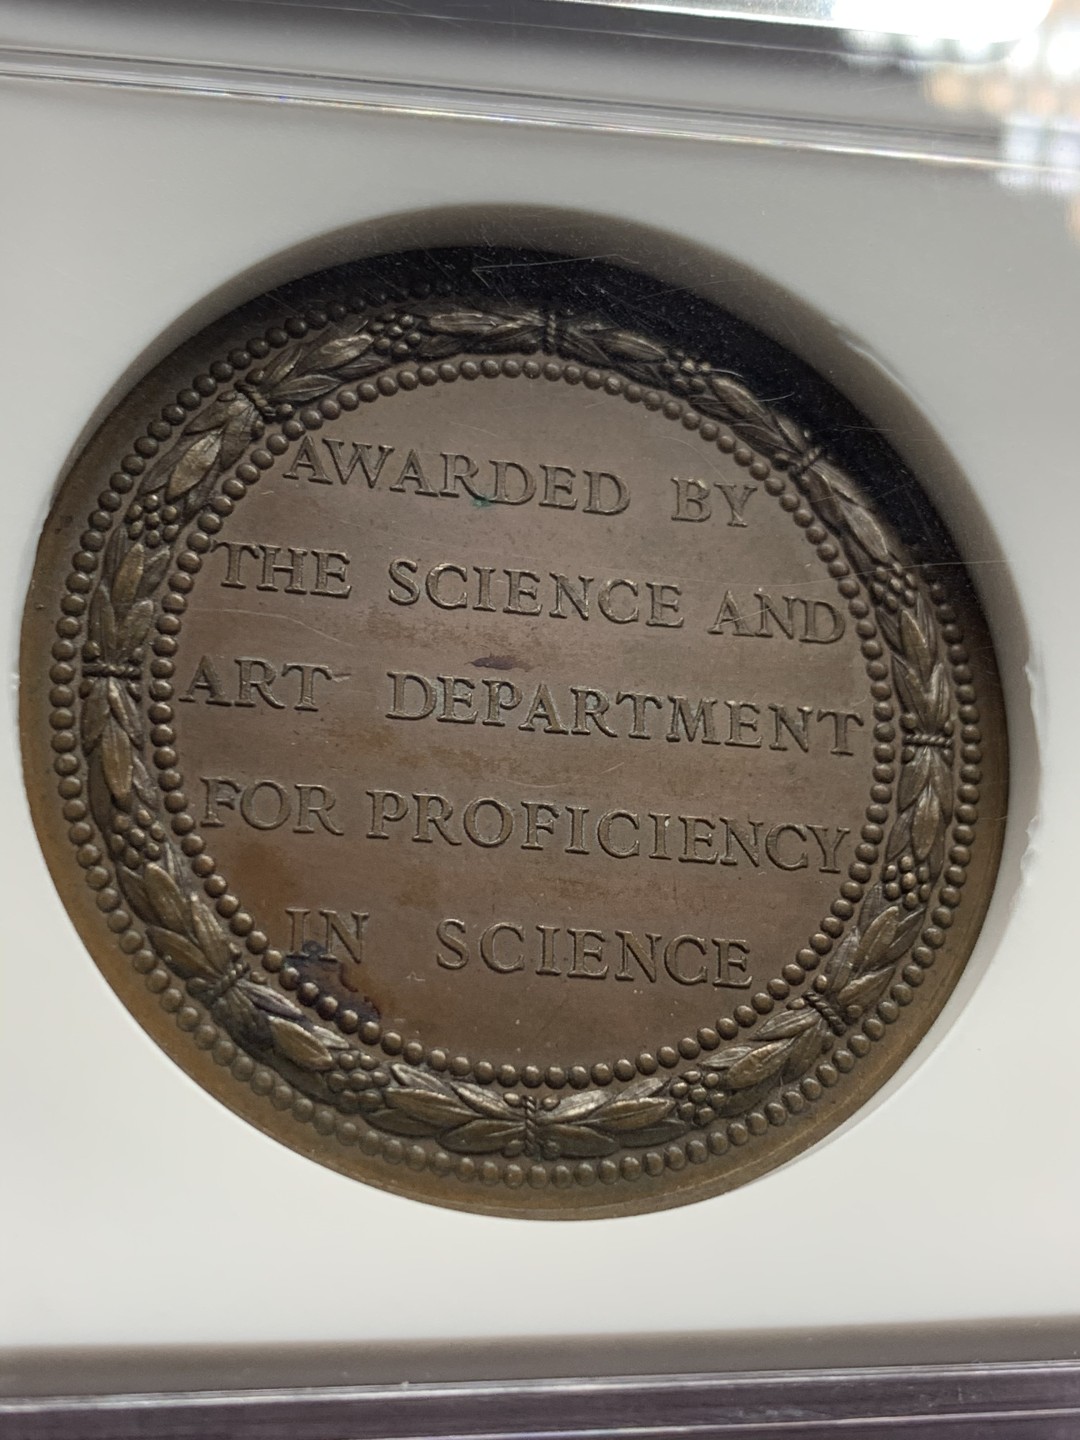 AWARDED BY
THE SCIENCE AND
ART DEPARTMENT
FOR PROFICIENCY
IN SCIENCE